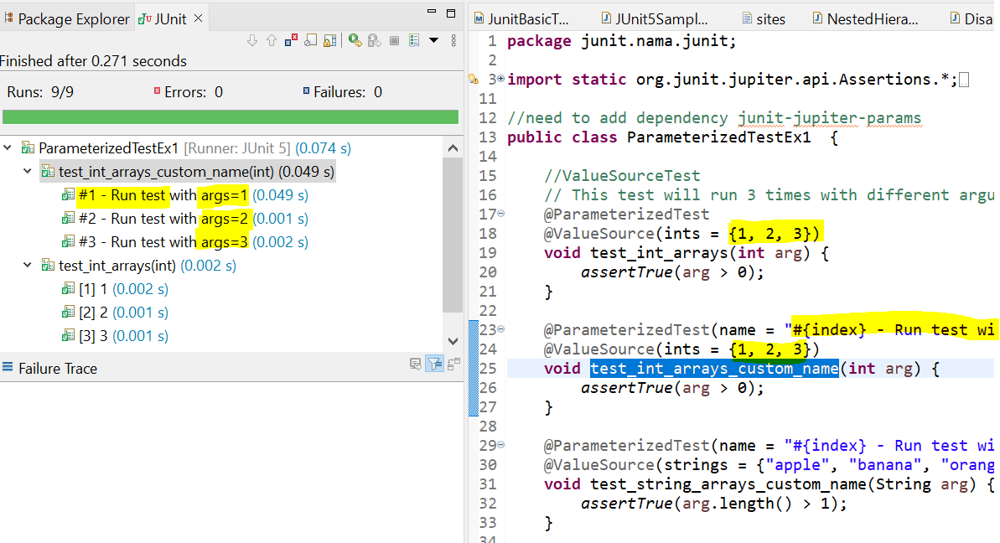 Package Explorer
JUnit
Finished after 0.271 seconds
Runs: 9/9
Errors: 0
Failures: 0
ParameterizedTestEx1 [Runner: JUnit 5] (0.074 s)
test_int_arrays_custom_name(int) (0.049 s)
#1 - Run test with args=1 (0.049 s)
#2 - Run test with args=2 (0.001 s)
#3 - Run test with args=3 (0.002 s)
test_int_arrays(int) (0.002 s)
[1] 1 (0.002 s)
[2] 2 (0.001 s)
[3] 3 (0.001 s)
Failure Trace
JunitBasicT...
JUnit5Sampl...
sites
NestedHiera...
Disa
1 package junit.nama.junit;
2
3 import static org.junit.jupiter.api.Assertions.*;
11
12 //need to add dependency junit-jupiter-params
13 public class ParameterizedTestEx1  {
14
15     //ValueSourceTest
16     // This test will run 3 times with different argu
17     @ParameterizedTest
18     @ValueSource(ints = {1, 2, 3})
19     void test_int_arrays(int arg) {
20         assertTrue(arg > 0);
21     }
22
23     @ParameterizedTest(name = "#{index} - Run test wi
24     @ValueSource(ints = {1, 2, 3})
25     void test_int_arrays_custom_name(int arg) {
26         assertTrue(arg > 0);
27     }
28
29     @ParameterizedTest(name = "#{index} - Run test wi
30     @ValueSource(strings = {"apple", "banana", "orang
31     void test_string_arrays_custom_name(String arg) {
32         assertTrue(arg.length() > 1);
33     }
34